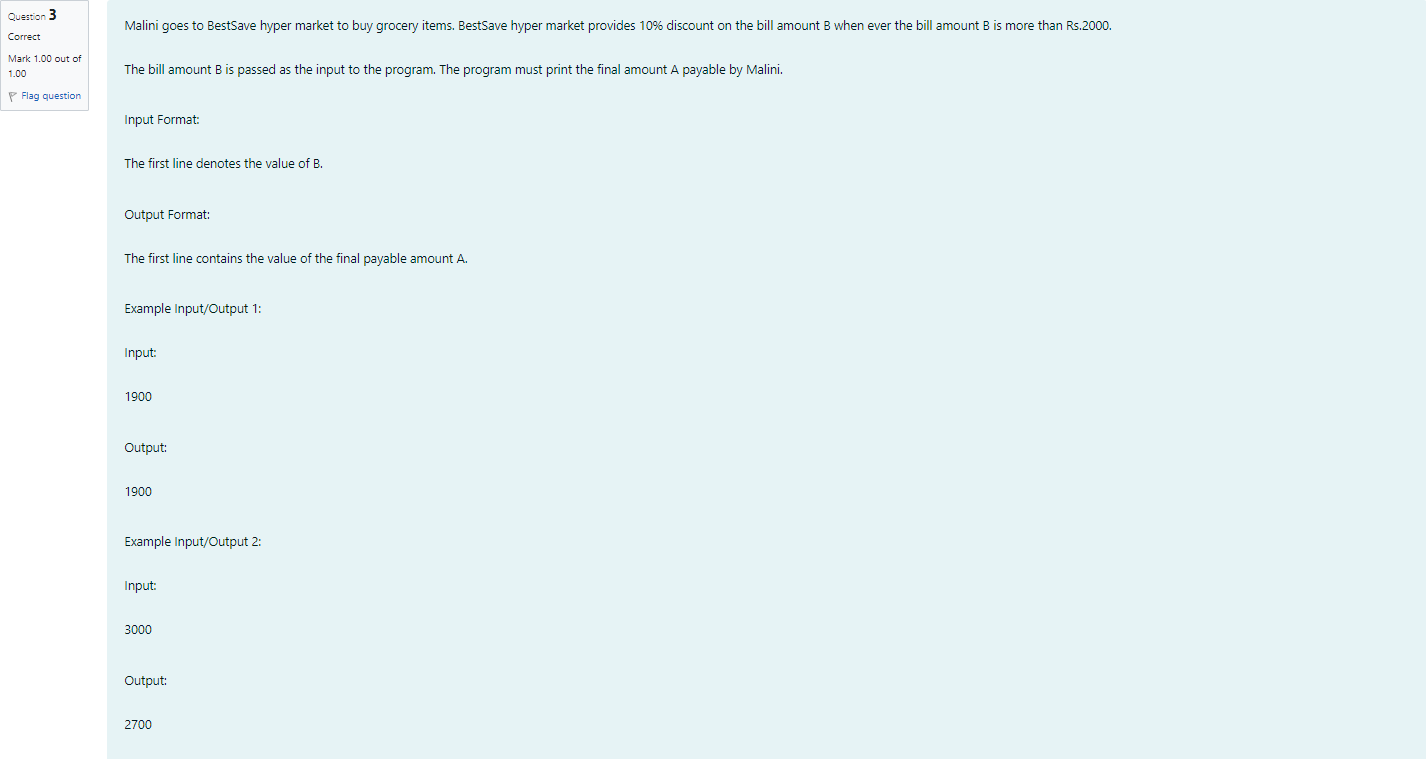 Question 3
Correct
Mark 1.00 out of
1.00
Flag question
Malini goes to BestSave hyper market to buy grocery items. BestSave hyper market provides 10% discount on the bill amount B when ever the bill amount B is more than Rs.2000.
The bill amount B is passed as the input to the program. The program must print the final amount A payable by Malini.
Input Format:
The first line denotes the value of B.
Output Format:
The first line contains the value of the final payable amount A.
Example Input/Output 1:
Input:
1900
Output:
1900
Example Input/Output 2:
Input:
3000
Output:
2700